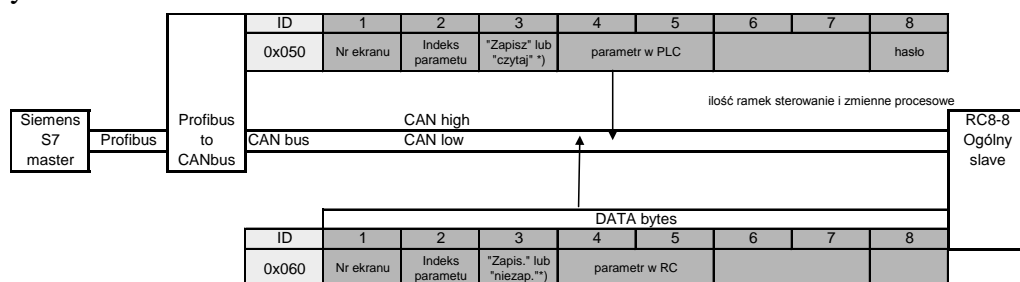 ID 1 2 3 4 5 6 7 8
0x050 Nr ekranu Indeks parametu "Zapisz" lub "czytaj" *) parametr w PLC hasło
ilość ramek sterowanie i zmienne procesowe
Siemens S7 master
Profibus
Profibus to CANbus
CAN bus
CAN high
CAN low
RC8-8 Ogólny slave
DATA bytes
ID 1 2 3 4 5 6 7 8
0x060 Nr ekranu Indeks parametu "Zapis." lub "niezap."*) parametr w RC